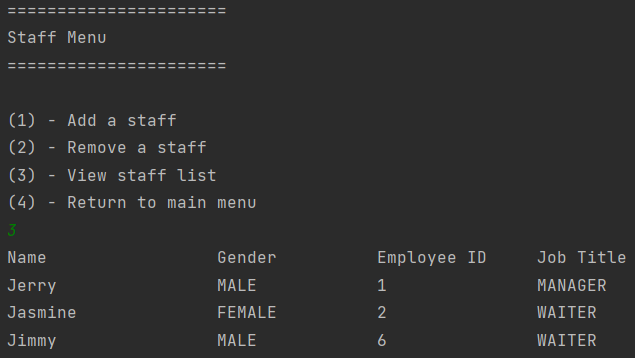 ======================
Staff Menu
======================
(1) - Add a staff
(2) - Remove a staff
(3) - View staff list
(4) - Return to main menu
3
Name Gender Employee ID Job Title
Jerry MALE 1 MANAGER
Jasmine FEMALE 2 WAITER
Jimmy MALE 6 WAITER